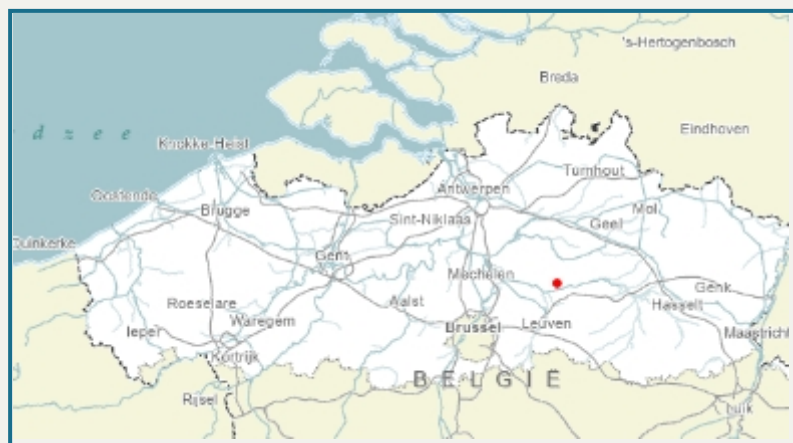 's-Hertogenbosch
Breda
dzee
Eindhoven
Knokke-Heist
Turnhout
Antwerpen
Oostende
Mol
Brugge
Sint-Niklaas
Geel
Duinkerke
Gent
Mechelen
Genk
Roeselare
Aalst
Hasselt
Waregem
Ieper
Brussel
Leuven
Maastricht
Kortrijk
BELGIË
Rijsel
Luik